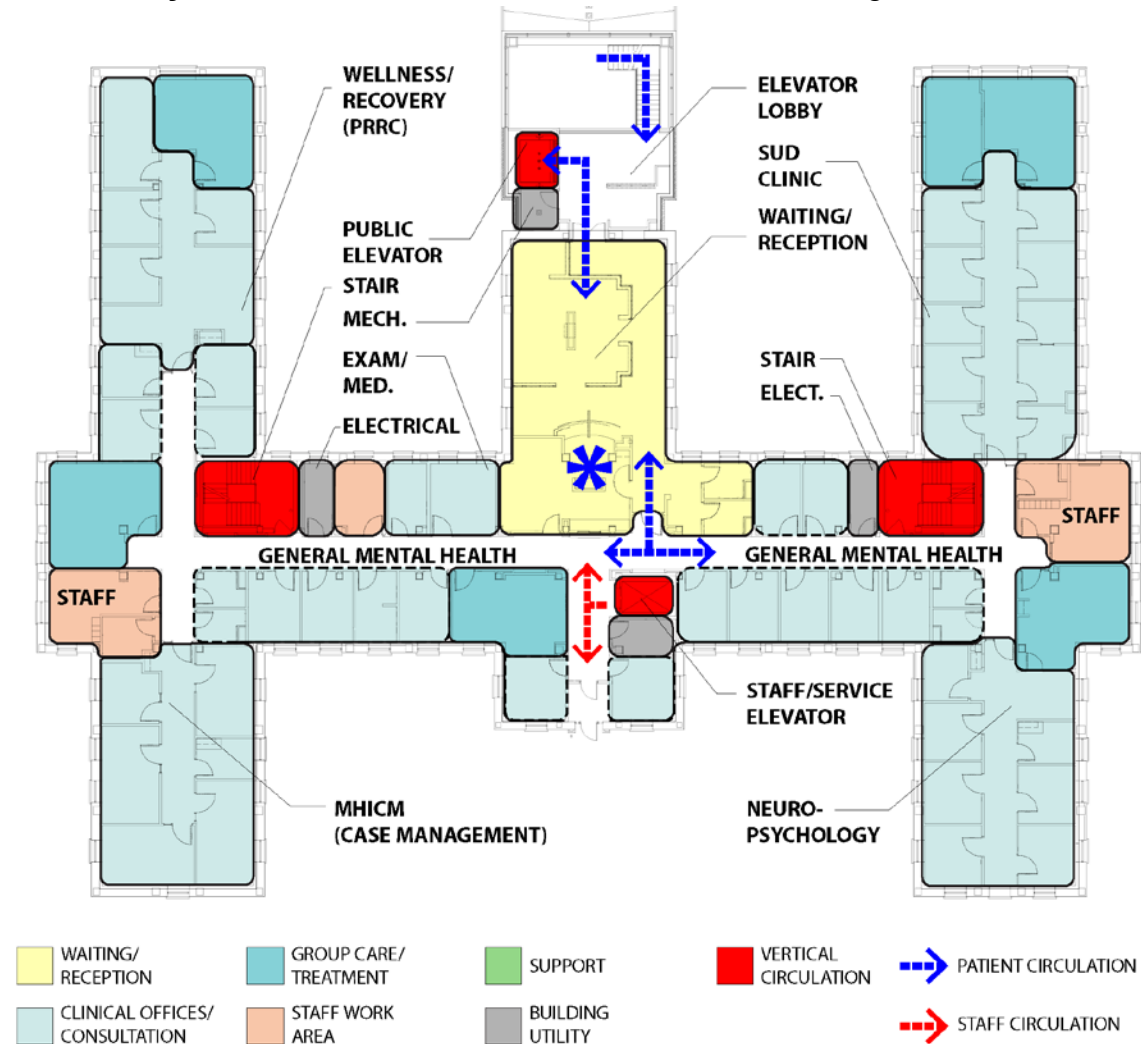 WELLNESS/
RECOVERY
(PRRC)
ELEVATOR
LOBBY
SUD
CLINIC
WAITING/
RECEPTION
PUBLIC
ELEVATOR
STAIR
MECH.
EXAM/
MED.
ELECTRICAL
STAIR
ELECT.
STAFF
GENERAL MENTAL HEALTH
GENERAL MENTAL HEALTH
STAFF
STAFF/SERVICE
ELEVATOR
MHICM
(CASE MANAGEMENT)
NEURO-
PSYCHOLOGY
WAITING/
RECEPTION
GROUP CARE/
TREATMENT
SUPPORT
VERTICAL
CIRCULATION
PATIENT CIRCULATION
CLINICAL OFFICES/
CONSULTATION
STAFF WORK
AREA
BUILDING
UTILITY
STAFF CIRCULATION